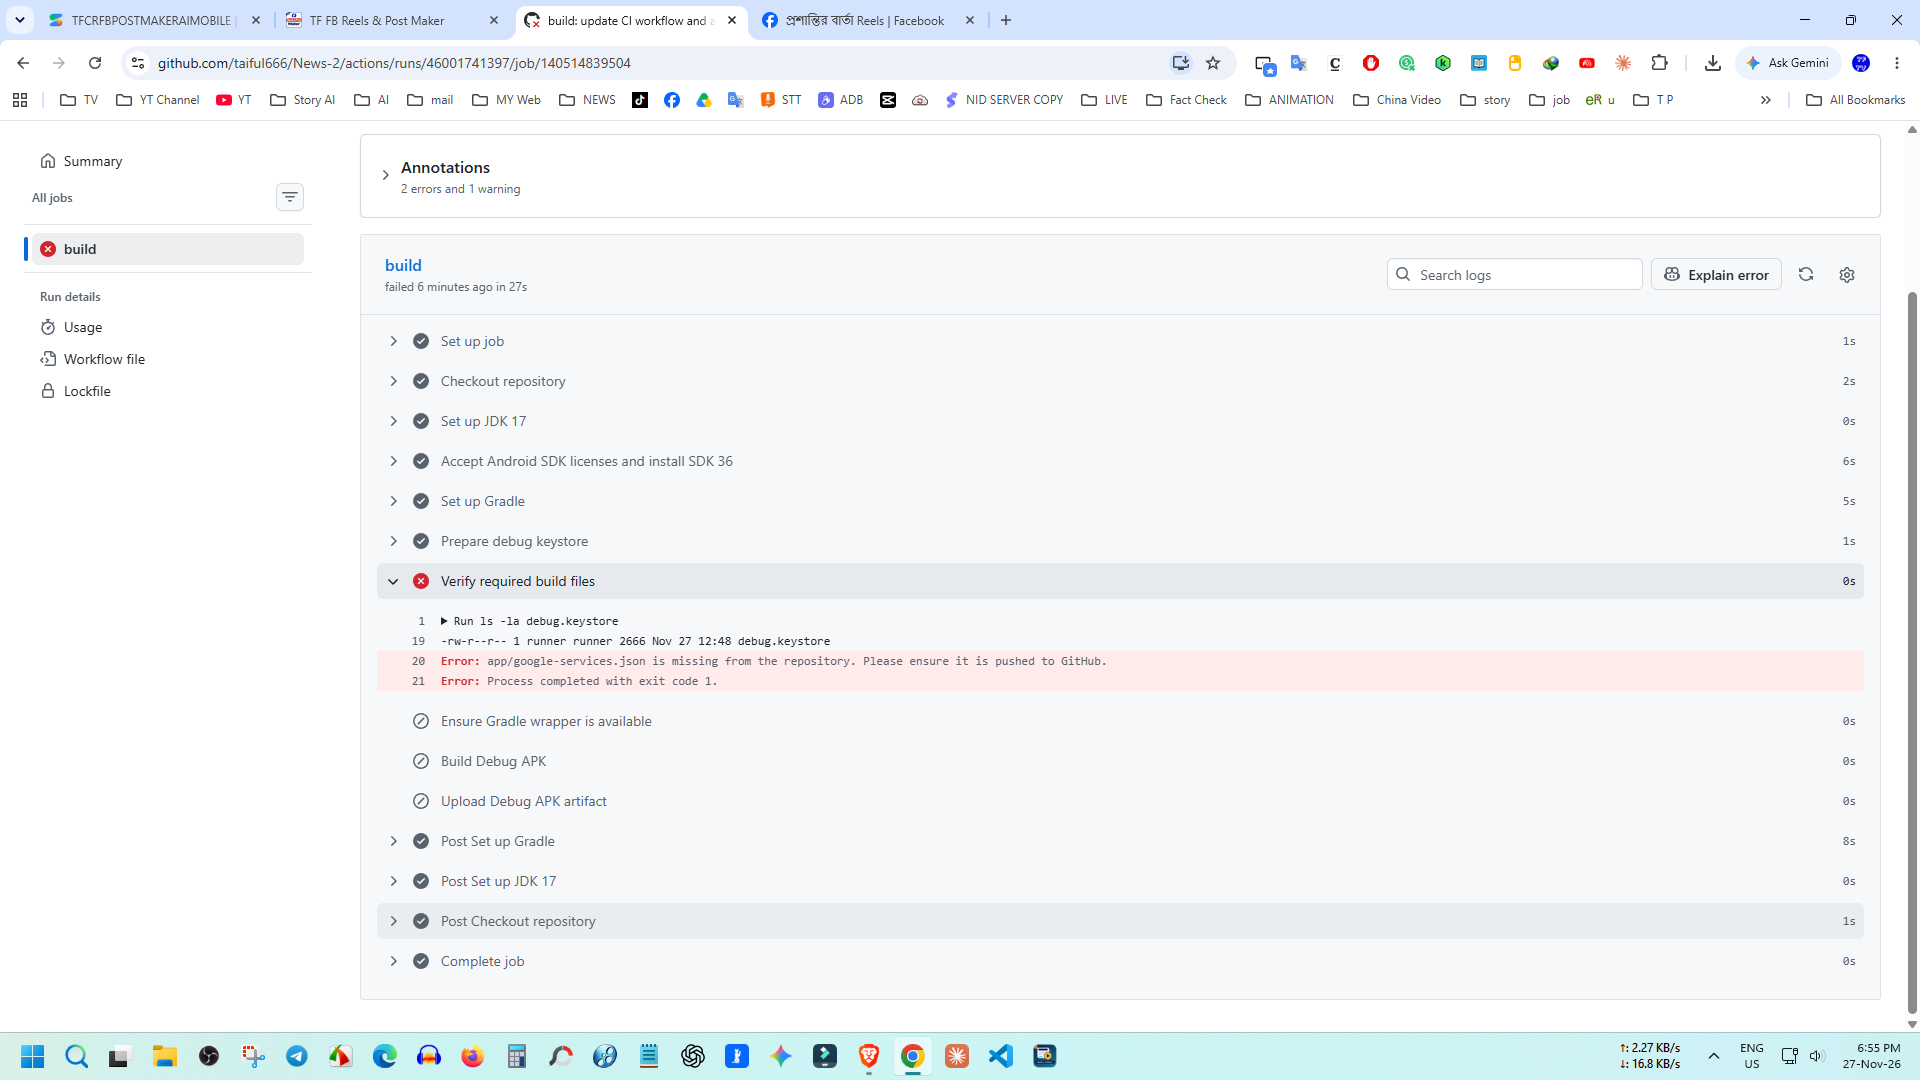 TFCRFBPOSTMAKERAIMOBILE
TF FB Reels & Post Maker
build: update CI workflow and a
প্রশান্তির বার্তা Reels | Facebook
github.com/taiful666/News-2/actions/runs/46001741397/job/140514839504
Ask Gemini
TV
YT Channel
YT
Story AI
AI
mail
MY Web
NEWS
STT
ADB
NID SERVER COPY
LIVE
Fact Check
ANIMATION
China Video
story
job
eR u
T P
All Bookmarks
Summary
All jobs
build
Run details
Usage
Workflow file
Lockfile
Annotations
2 errors and 1 warning
build
failed 6 minutes ago in 27s
Search logs
Explain error
Set up job 1s
Checkout repository 2s
Set up JDK 17 0s
Accept Android SDK licenses and install SDK 36 6s
Set up Gradle 5s
Prepare debug keystore 1s
Verify required build files 0s
1 Run ls -la debug.keystore
19 -rw-r--r-- 1 runner runner 2666 Nov 27 12:48 debug.keystore
20 Error: app/google-services.json is missing from the repository. Please ensure it is pushed to GitHub.
21 Error: Process completed with exit code 1.
Ensure Gradle wrapper is available 0s
Build Debug APK 0s
Upload Debug APK artifact 0s
Post Set up Gradle 8s
Post Set up JDK 17 0s
Post Checkout repository 1s
Complete job 0s
↑: 2.27 KB/s
↓: 16.8 KB/s
ENG
US
6:55 PM
27-Nov-26